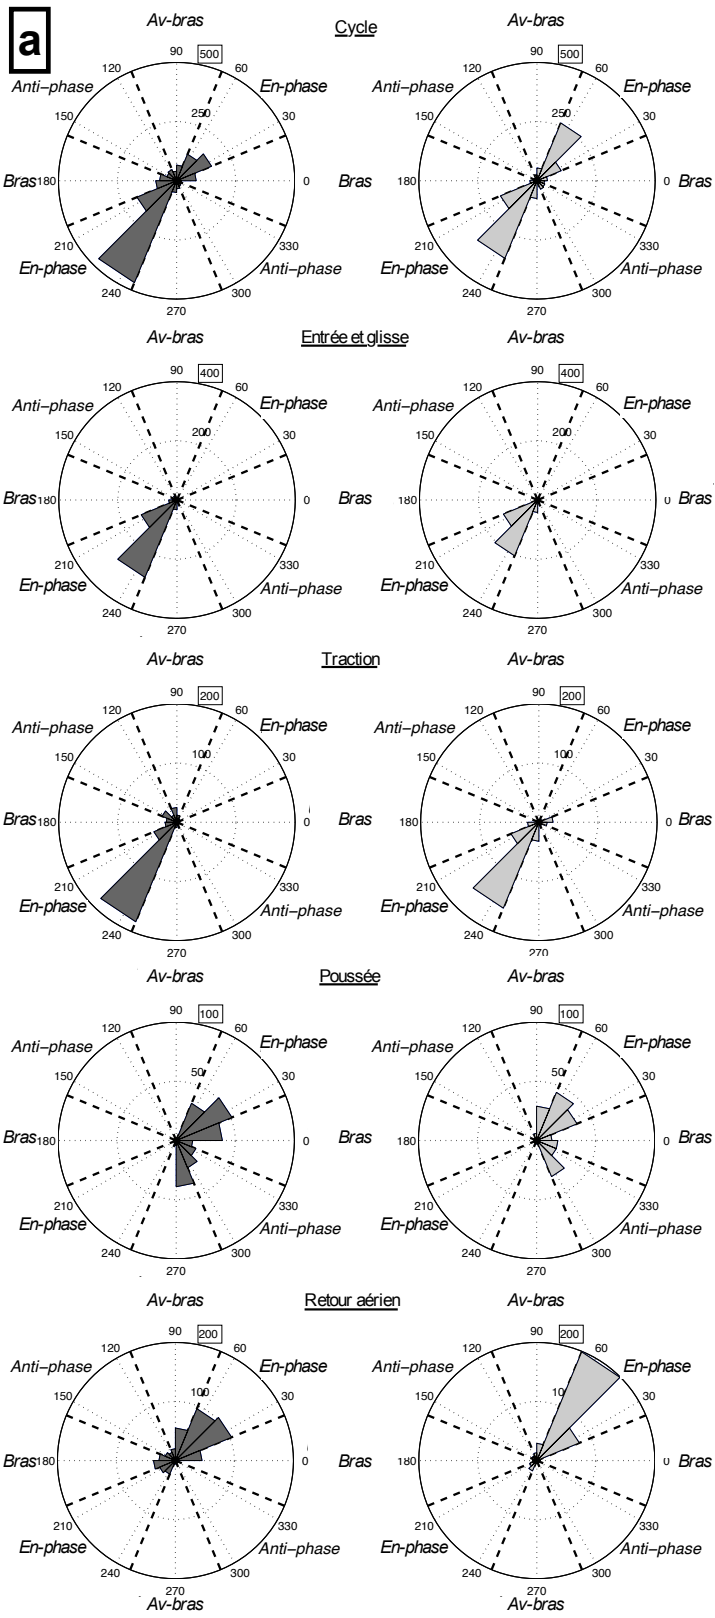 a
Av-bras Cycle
90 500 90 500
120 60 120 60
Anti-phase En-phase Anti-phase En-phase
150 250 30 150 250 30
Bras 180 0 Bras 180 0 Bras
210 330 210 330
En-phase Anti-phase En-phase Anti-phase
240 300 240 300
270 270
Av-bras Entrée et glisse Av-bras
90 400 90 400
120 60 120 60
Anti-phase En-phase Anti-phase En-phase
150 200 30 150 200 30
Bras 180 0 Bras 180 0 Bras
210 210
En-phase Anti-phase En-phase Anti-phase
240 300 240 300
270 270
Av-bras Traction Av-bras
90 200 90 200
120 60 120 60
Anti-phase En-phase Anti-phase En-phase
150 100 30 150 100 30
Bras 180 0 Bras 180 0 Bras
210 210
En-phase Anti-phase En-phase Anti-phase
240 300 240 300
270 270
Av-bras Poussée Av-bras
90 100 90 100
120 60 120 60
Anti-phase En-phase Anti-phase En-phase
150 50 30 150 50 30
Bras 180 0 Bras 180 0 Bras
210 210
En-phase Anti-phase En-phase Anti-phase
240 300 240 300
270 270
Av-bras Retour aérien Av-bras
90 200 90 200
120 60 120 60
Anti-phase En-phase Anti-phase En-phase
150 100 30 150 30
Bras 180 0 Bras 180 0 Bras
210 330 210 330
En-phase Anti-phase En-phase Anti-phase
240 300 240 300
270 270
Av-bras Av-bras